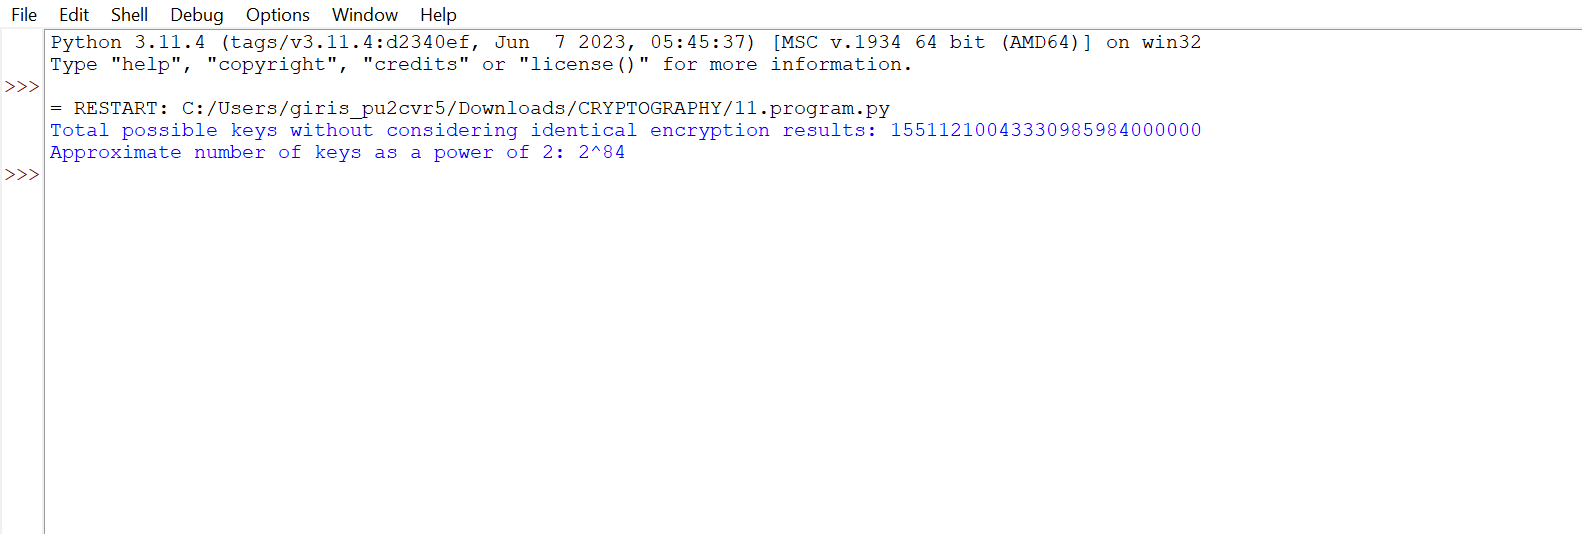 File Edit Shell Debug Options Window Help
Python 3.11.4 (tags/v3.11.4:d2340ef, Jun  7 2023, 05:45:37) [MSC v.1934 64 bit (AMD64)] on win32
Type "help", "copyright", "credits" or "license()" for more information.
>>>
= RESTART: C:/Users/giris_pu2cvr5/Downloads/CRYPTOGRAPHY/11.program.py
Total possible keys without considering identical encryption results: 15511210043330985984000000
Approximate number of keys as a power of 2: 2^84
>>>